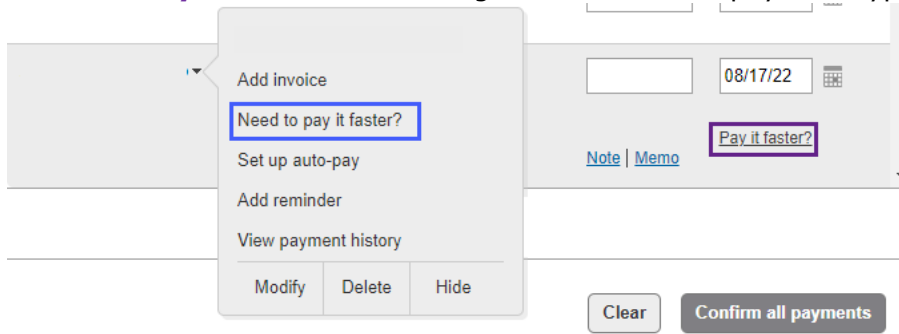 Add invoice
08/17/22
Need to pay it faster?
Pay it faster?
Set up auto-pay
Note | Memo
Add reminder
View payment history
Modify Delete Hide
Clear Confirm all payments